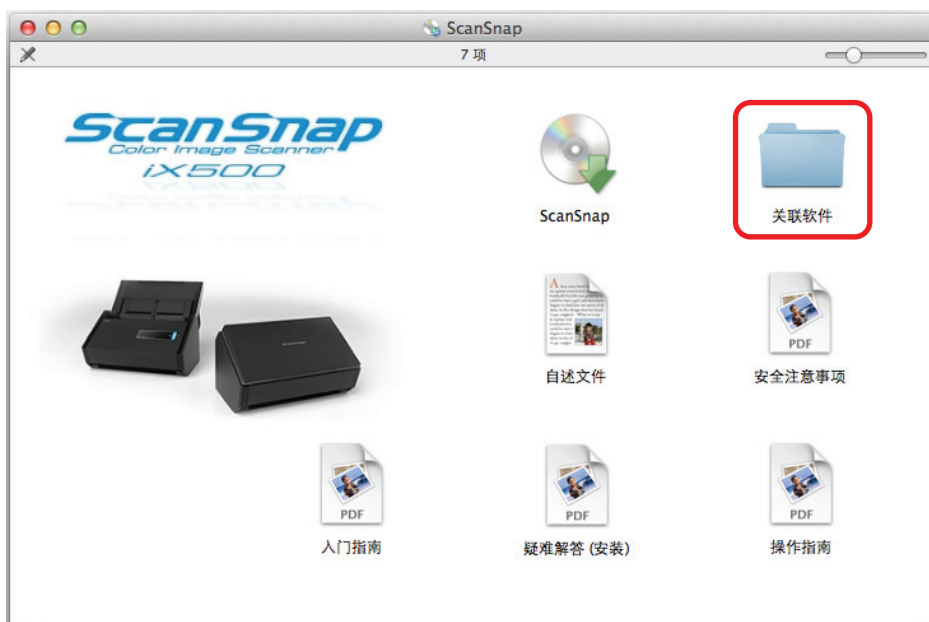 ScanSnap
7 项
ScanSnap
Color Image Scanner
iX500
ScanSnap
关联软件
自述文件
PDF
安全注意事项
PDF
入门指南
PDF
疑难解答 (安装)
PDF
操作指南